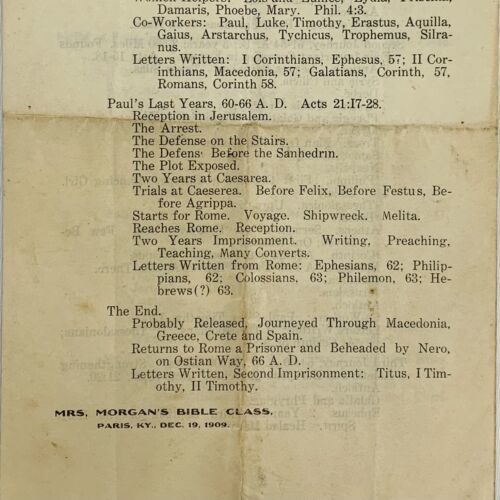 Damaris, Phoebe, Mary. Phil. 4:3.
Co-Workers: Paul, Luke, Timothy, Erastus, Aquilla,
Gaius, Arstarchus, Tychicus, Trophemus, Silra-
nus.
Letters Written: I Corinthians, Ephesus, 57; II Cor-
inthians, Macedonia, 57; Galatians, Corinth, 57,
Romans, Corinth 58.
Paul's Last Years, 60-66 A. D. Acts 21:17-28.
Reception in Jerusalem.
The Arrest.
The Defense on the Stairs.
The Defens Before the Sanhedrin.
The Plot Exposed.
Two Years at Caesarea.
Trials at Caeserea. Before Felix, Before Festus, Be-
fore Agrippa.
Starts for Rome. Voyage. Shipwreck. Melita.
Reaches Rome. Reception.
Two Years Imprisonment. Writing, Preaching,
Teaching, Many Converts.
Letters Written from Rome: Ephesians, 62; Philip-
pians, 62; Colossians, 63; Philemon, 63; He-
brews(?) 63.
The End.
Probably Released, Journeyed Through Macedonia,
Greece, Crete and Spain.
Returns to Rome a Prisoner and Beheaded by Nero,
on Ostian Way, 66 A. D.
Letters Written, Second Imprisonment: Titus, I Tim-
othy, II Timothy.
MRS. MORGAN'S BIBLE CLASS.
PARIS, KY., DEC. 19, 1909.